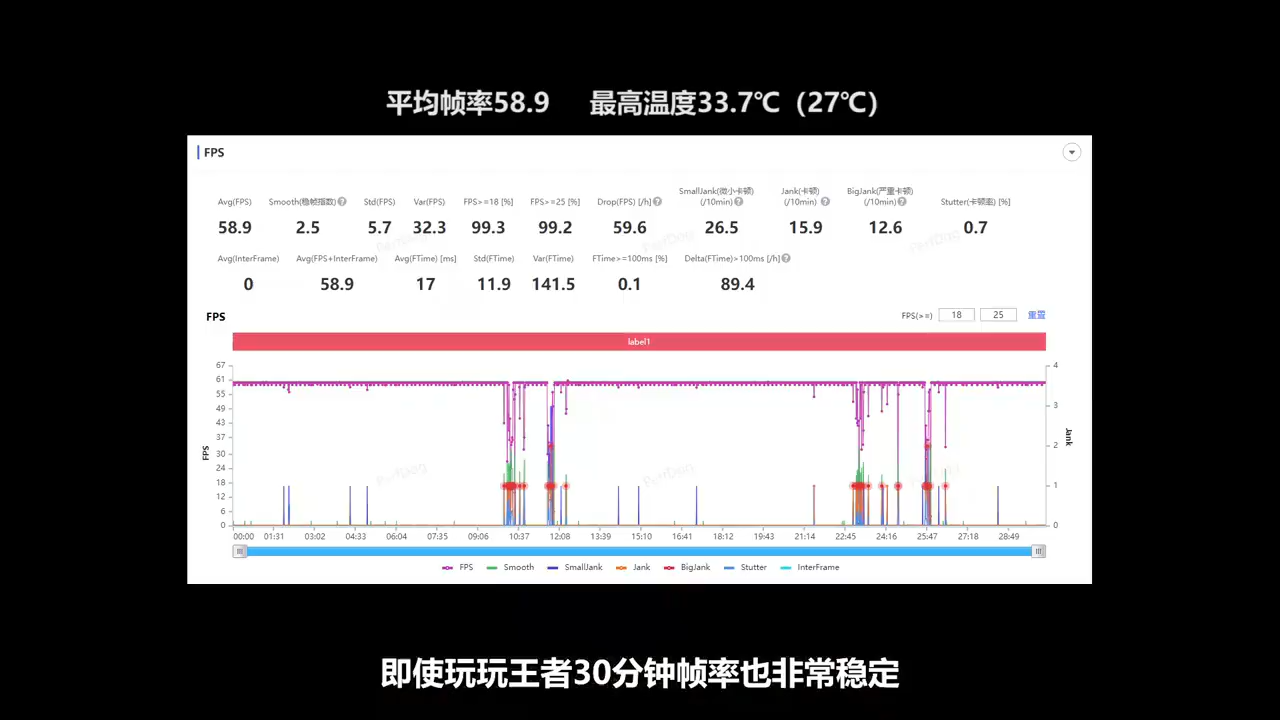 平均帧率58.9 最高温度33.7℃（27℃）
FPS
Avg(FPS) Smooth(稳帧指数) Std(FPS) Var(FPS) FPS>=18 [%] FPS>=25 [%] Drop(FPS) [/h] SmallJank(微小卡顿)(/10min) Jank(卡顿)(/10min) BigJank(严重卡顿)(/10min) Stutter(卡顿率) [%]
58.9 2.5 5.7 32.3 99.3 99.2 59.6 26.5 15.9 12.6 0.7
Avg(InterFrame) Avg(FPS+InterFrame) Avg(FTime) [ms] Std(FTime) Var(FTime) FTime>=100ms [%] Delta(FTime)>100ms [/h]
0 58.9 17 11.9 141.5 0.1 89.4
FPS FPS(>=) 18 25 重置
label1
67 4
61
55
49 3
43
37
30 2
24
18 1
12
6
0 0
FPS
Jank
PerfDog PerfDog PerfDog
PerfDog PerfDog PerfDog
00:00 01:31 03:02 04:33 06:04 07:35 09:06 10:37 12:08 13:39 15:10 16:41 18:12 19:43 21:14 22:45 24:16 25:47 27:18 28:49
FPS Smooth SmallJank Jank BigJank Stutter InterFrame
即使玩玩王者30分钟帧率也非常稳定